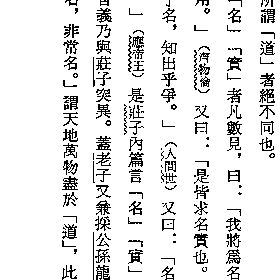 所謂「道」者絕不同也。
「名」「實」者凡數見，曰：「我將爲名
用。」（齊物論）又曰：「是皆求名實也。
乎名，知出乎爭。」（人間世）又曰：「名
」（應帝王）是莊子內篇言「名」「實」
者義乃與莊子突異。蓋老子又兼採公孫龍
名，非常名。」謂天地萬物盡於「道」，此